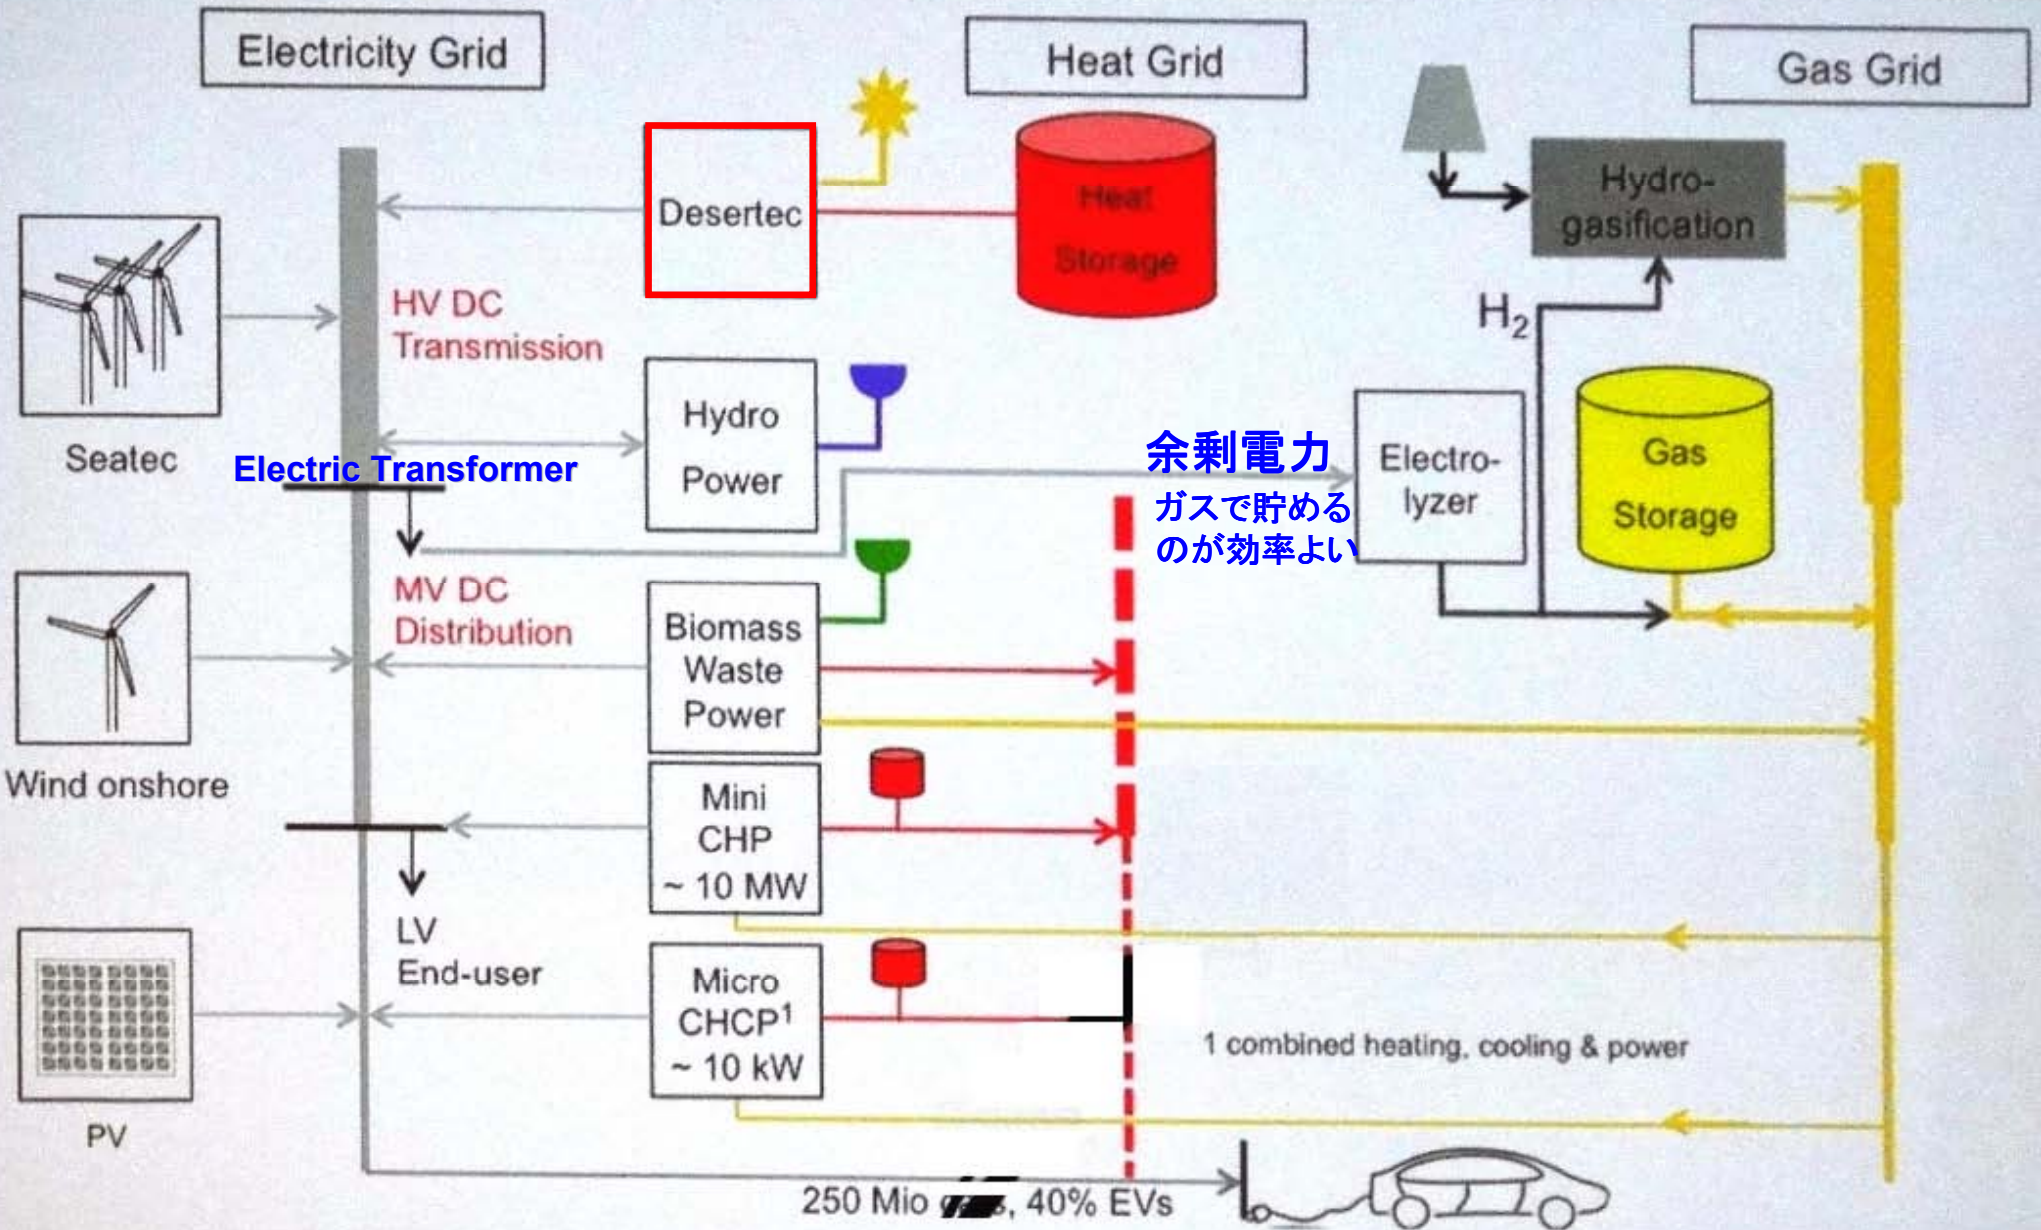 Electricity Grid
Heat Grid
Gas Grid
Desertec
Heat
Storage
Hydro-
gasification
HV DC
Transmission
H₂
Seatec
Electric Transformer
Hydro
Power
余剰電力
ガスで貯める
のが効率よい
Electro-
lyzer
Gas
Storage
MV DC
Distribution
Biomass
Waste
Power
Wind onshore
Mini
CHP
~ 10 MW
LV
End-user
Micro
CHCP¹
~ 10 kW
1 combined heating, cooling & power
PV
250 Mio , 40% EVs